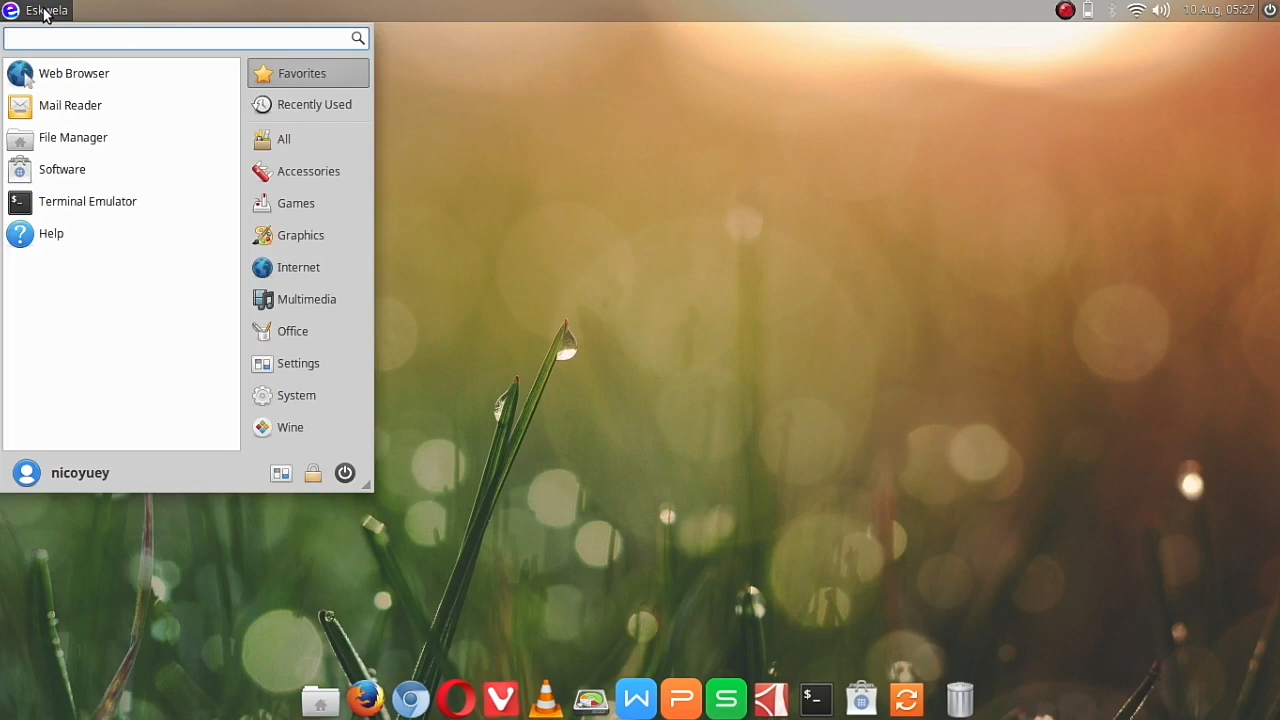 Eskwela
10 Aug, 05:27
Web Browser
Mail Reader
File Manager
Software
Terminal Emulator
Help
Favorites
Recently Used
All
Accessories
Games
Graphics
Internet
Multimedia
Office
Settings
System
Wine
nicoyuey